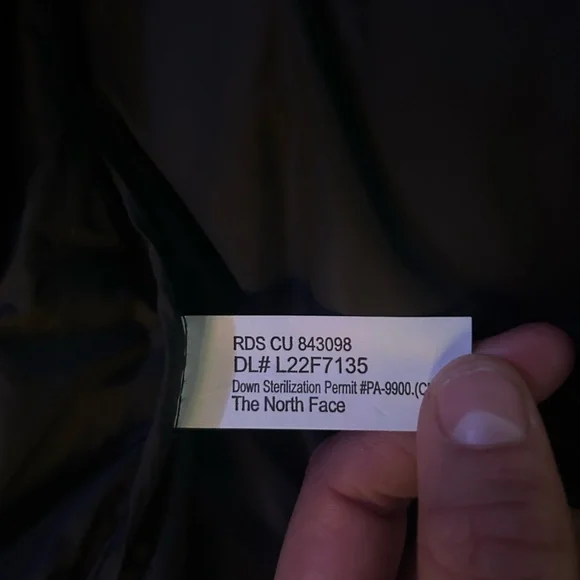 RDS CU 843098
DL# L22F7135
Down Sterilization Permit #PA-9900.(C
The North Face